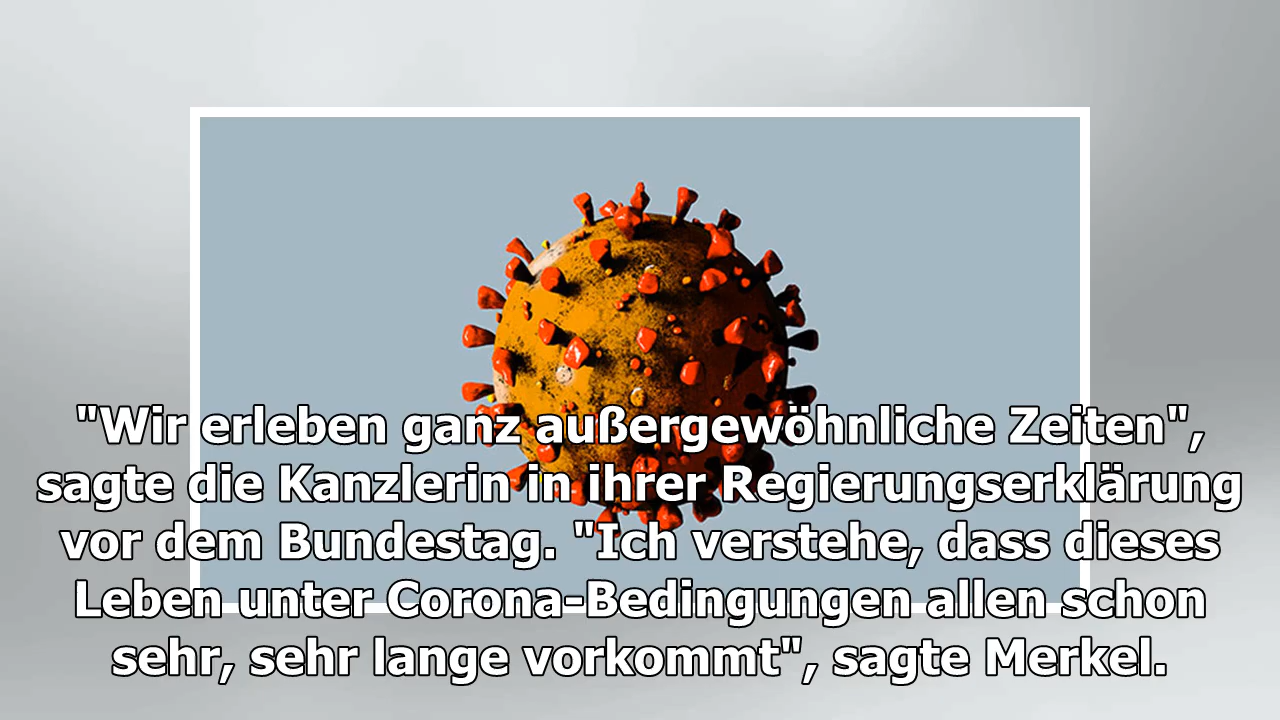 "Wir erleben ganz außergewöhnliche Zeiten",
sagte die Kanzlerin in ihrer Regierungserklärung
vor dem Bundestag. "Ich verstehe, dass dieses
Leben unter Corona-Bedingungen allen schon
sehr, sehr lange vorkommt", sagte Merkel.